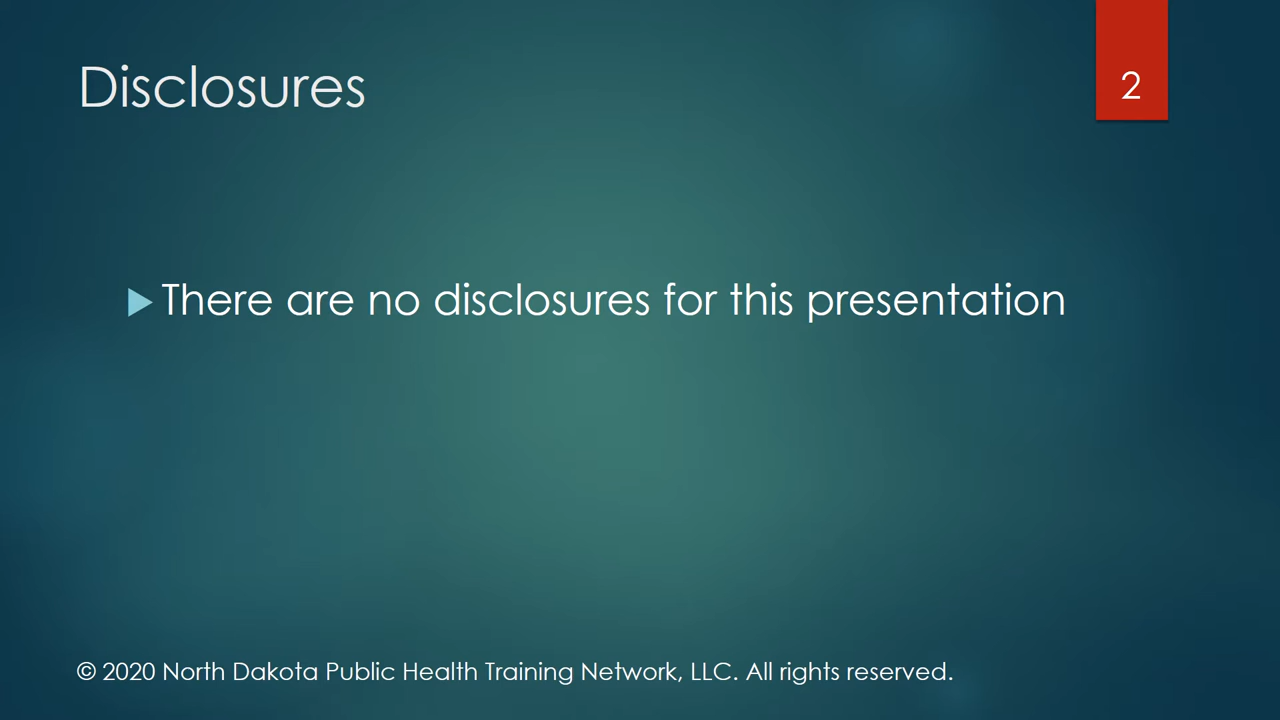 Disclosures
2
There are no disclosures for this presentation
© 2020 North Dakota Public Health Training Network, LLC. All rights reserved.